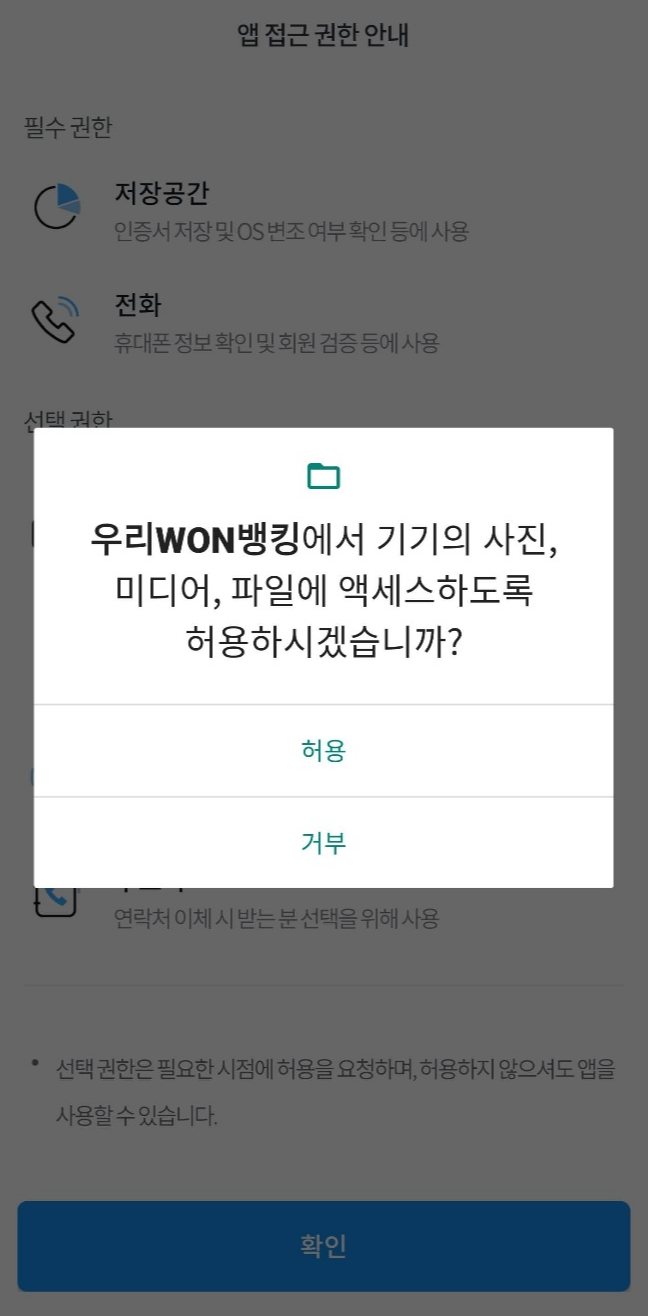 앱 접근 권한 안내
필수 권한
저장공간
인증서 저장 및 OS 변조 여부 확인 등에 사용
전화
휴대폰 정보 확인 및 회원 검증 등에 사용
선택 권한
우리WON뱅킹에서 기기의 사진,
미디어, 파일에 액세스하도록
허용하시겠습니까?
허용
거부
연락처 이체 시 받는 분 선택을 위해 사용
• 선택 권한은 필요한 시점에 허용을 요청하며, 허용하지 않으셔도 앱을
사용할 수 있습니다.
확인